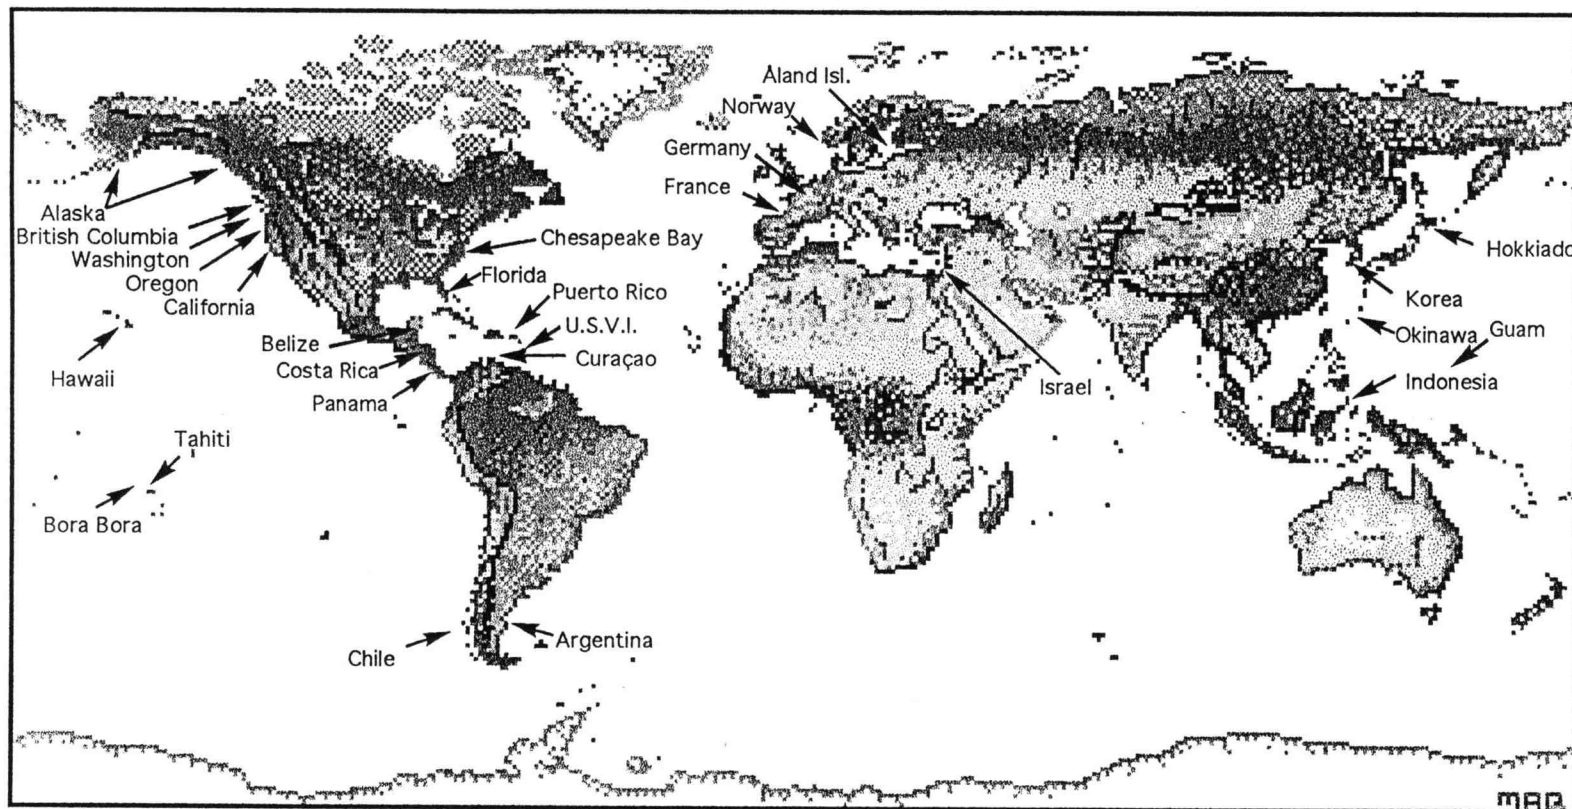 Åland Isl.
Norway
Germany
France
Alaska
British Columbia
Washington
Oregon
California
Chesapeake Bay
Florida
Puerto Rico
U.S.V.I.
Curaçao
Belize
Costa Rica
Panama
Hawaii
Hokkiado
Korea
Okinawa
Guam
Indonesia
Israel
Tahiti
Bora Bora
Chile
Argentina